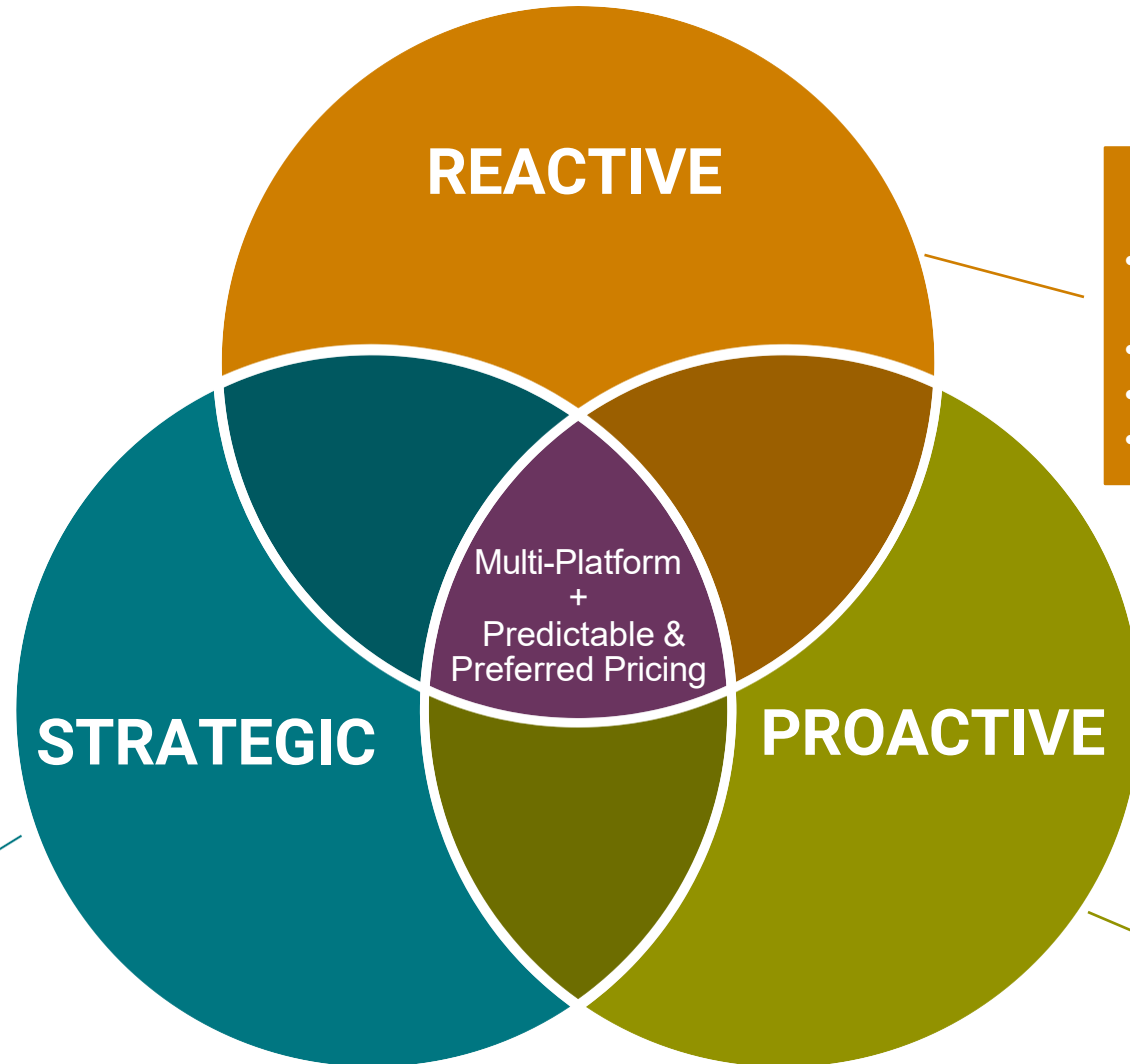 REACTIVE
Multi-Platform
+
Predictable &
Preferred Pricing
STRATEGIC
PROACTIVE